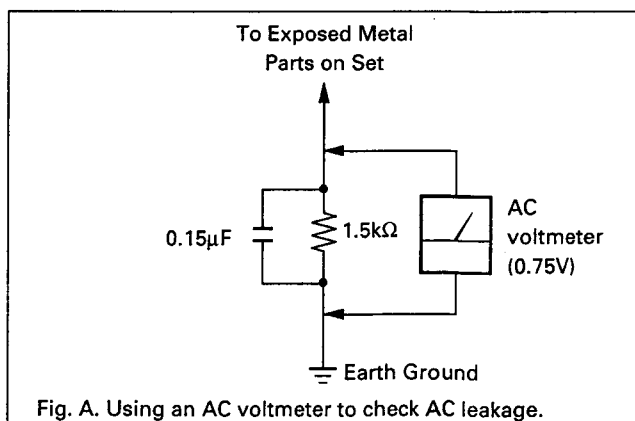 To Exposed Metal
Parts on Set
0.15μF
1.5kΩ
AC
voltmeter
(0.75V)
Earth Ground
Fig. A. Using an AC voltmeter to check AC leakage.